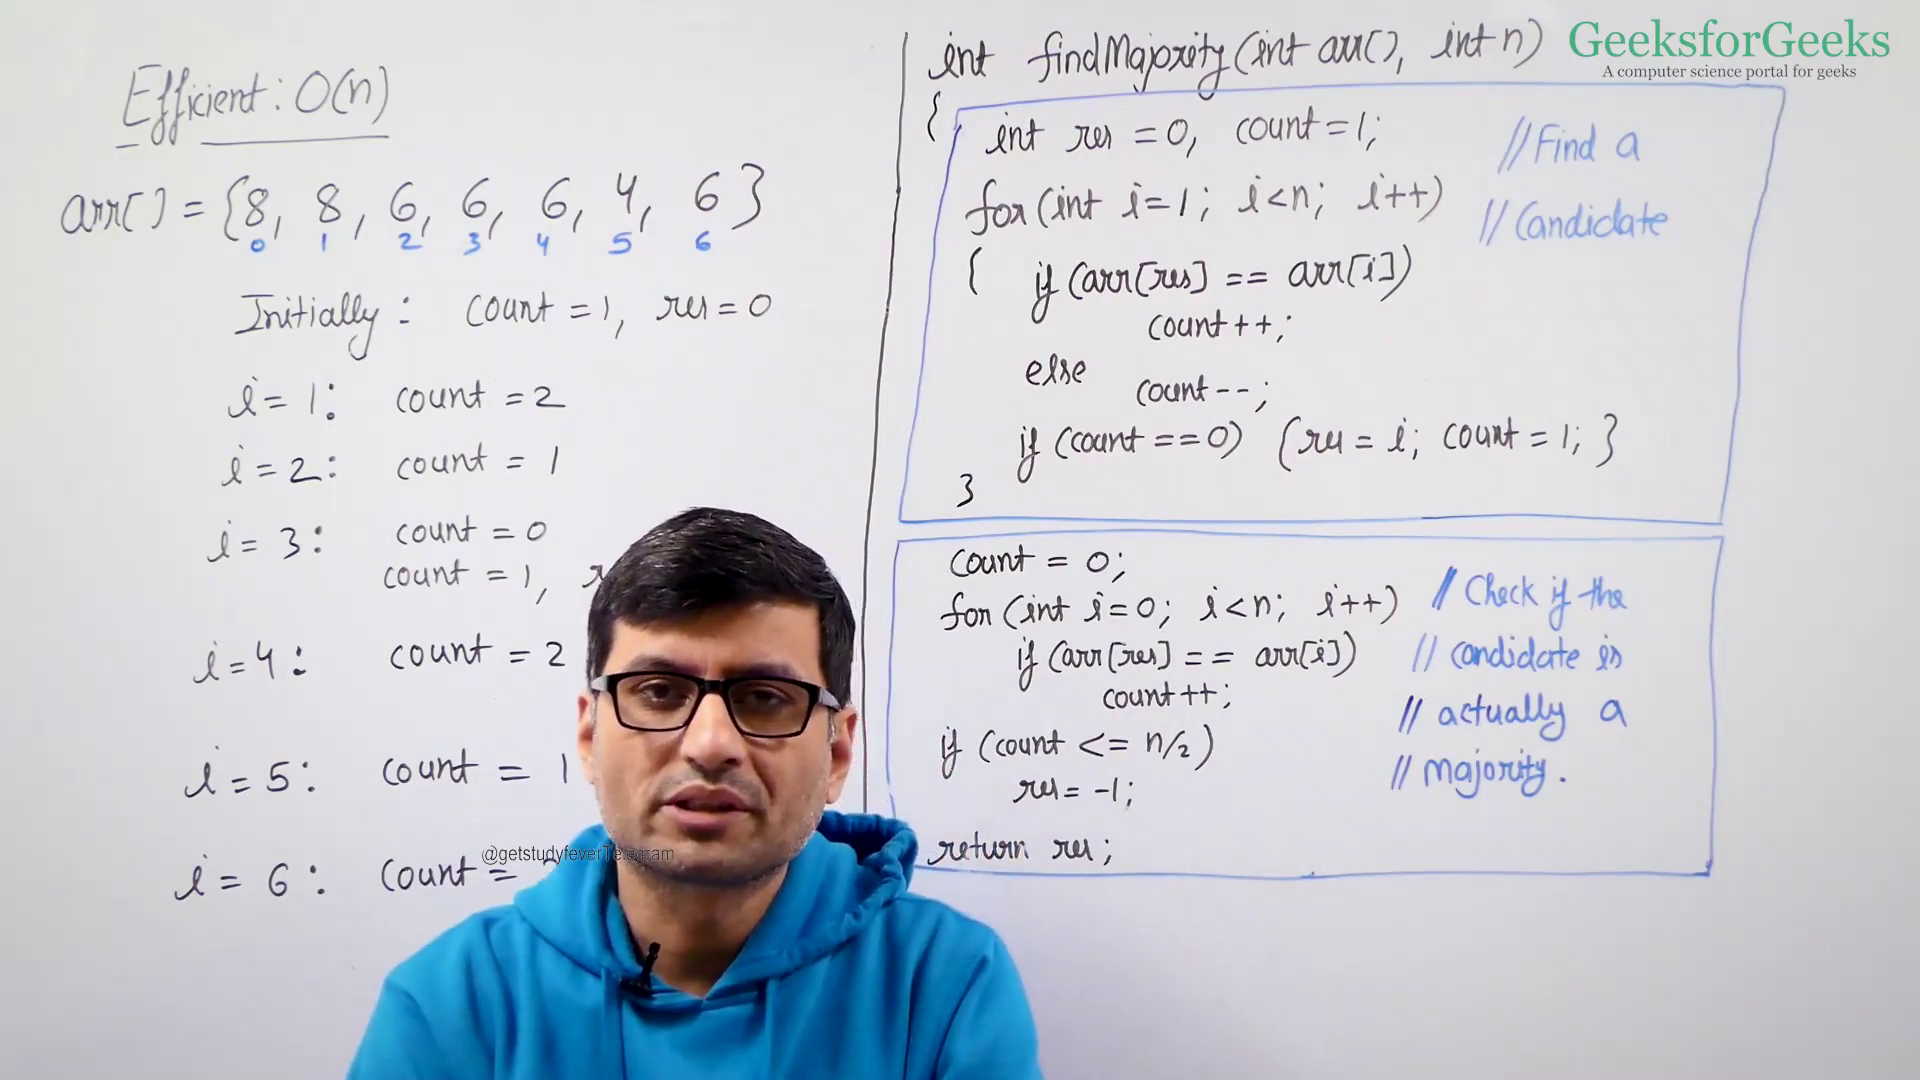 Efficient: O(n)
arr[] = {8, 8, 6, 6, 6, 4, 6}
0 1 2 3 4 5 6
Initially: count = 1, res = 0
i = 1: count = 2
i = 2: count = 1
i = 3: count = 0
count = 1,
i = 4: count = 2
i = 5: count = 1
i = 6: count =
@getstudyfeverTelegram
int findMajority(int arr[], int n)
{
int res = 0, count = 1;
for (int i=1; i<n; i++)
{ if (arr[res] == arr[i])
count++;
else
count--;
if (count == 0) {res = i; count = 1; }
}
// Find a
// Candidate
count = 0;
for (int i=0; i<n; i++)
if (arr[res] == arr[i])
count++;
if (count <= n/2)
res = -1;
return res;
// Check if the
// candidate is
// actually a
// majority.
GeeksforGeeks
A computer science portal for geeks